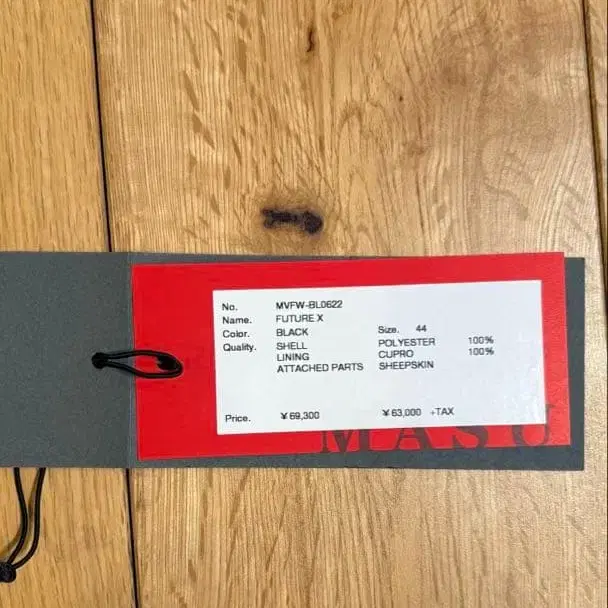 No. MVFW-BL0622
Name. FUTURE X
Color. BLACK Size. 44
Quality. SHELL POLYESTER 100%
LINING CUPRO 100%
ATTACHED PARTS SHEEPSKIN
Price. ¥69,300 ¥63,000 +TAX
MASU